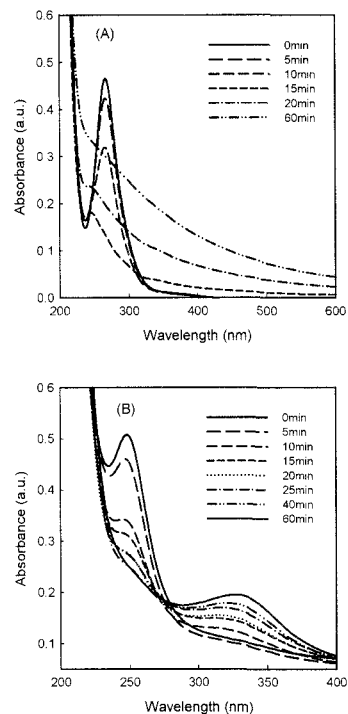 (A)
0min
5min
10min
15min
20min
60min
0.6
0.5
0.4
0.3
0.2
0.1
0.0
Absorbance (a.u.)
200 300 400 500 600
Wavelength (nm)
(B)
0min
5min
10min
15min
20min
25min
40min
60min
0.6
0.5
0.4
0.3
0.2
0.1
Absorbance (a.u.)
200 250 300 350 400
Wavelength (nm)